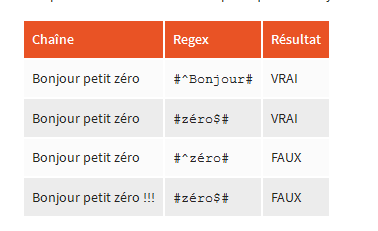 Chaîne Regex Résultat
Bonjour petit zéro #^Bonjour# VRAI
Bonjour petit zéro #zéro$# VRAI
Bonjour petit zéro #^zéro# FAUX
Bonjour petit zéro !!! #zéro$# FAUX